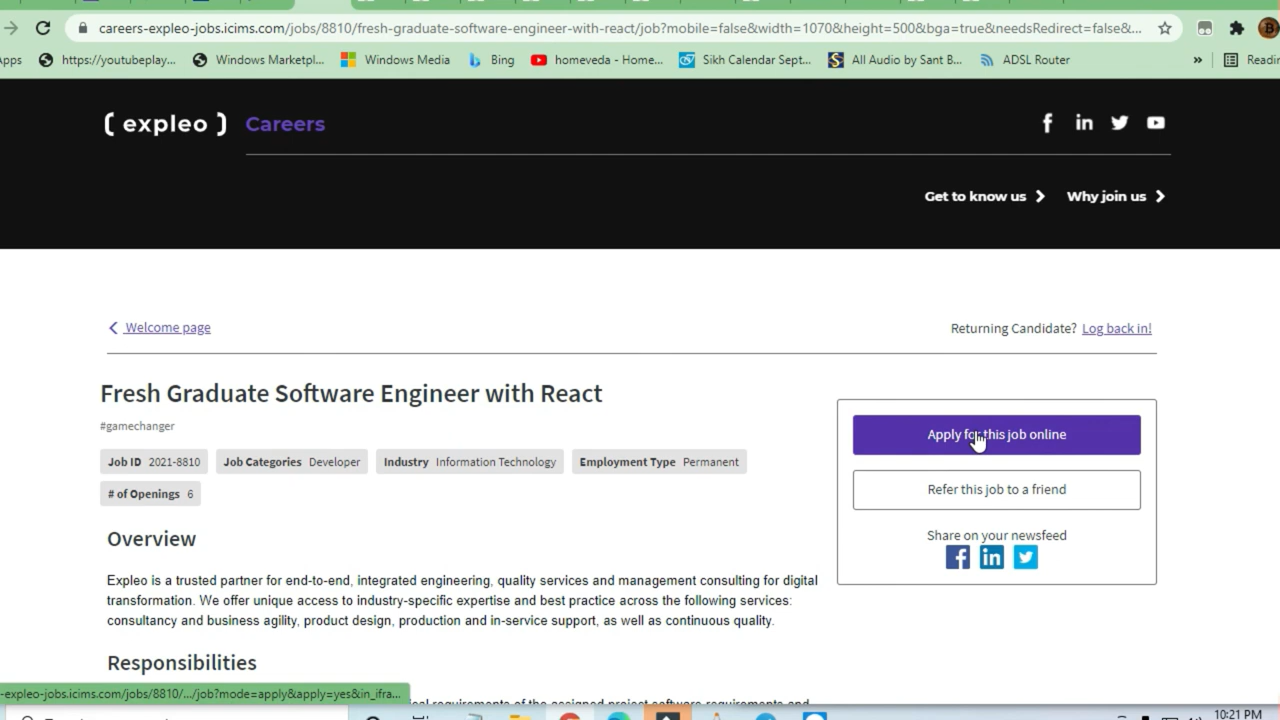 careers-expleo-jobs.icims.com/jobs/8810/fresh-graduate-software-engineer-with-react/job?mobile=false&width=1070&height=500&bga=true&needsRedirect=false&...
https://youtubeplay... Windows Marketpl... Windows Media Bing homeveda - Home... Sikh Calendar Sept... All Audio by Sant B... ADSL Router »
( expleo ) Careers
Get to know us Why join us
Welcome page Returning Candidate? Log back in!
Fresh Graduate Software Engineer with React
#gamechanger
Job ID 2021-8810 Job Categories Developer Industry Information Technology Employment Type Permanent
# of Openings 6
Apply for this job online
Refer this job to a friend
Share on your newsfeed
Overview
Expleo is a trusted partner for end-to-end, integrated engineering, quality services and management consulting for digital
transformation. We offer unique access to industry-specific expertise and best practice across the following services:
consultancy and business agility, product design, production and in-service support, as well as continuous quality.
Responsibilities
-expleo-jobs.icims.com/jobs/8810/.../job?mode=apply&apply=yes&in_ifra...
requirements of the designed project software requirements and
10:21 PM